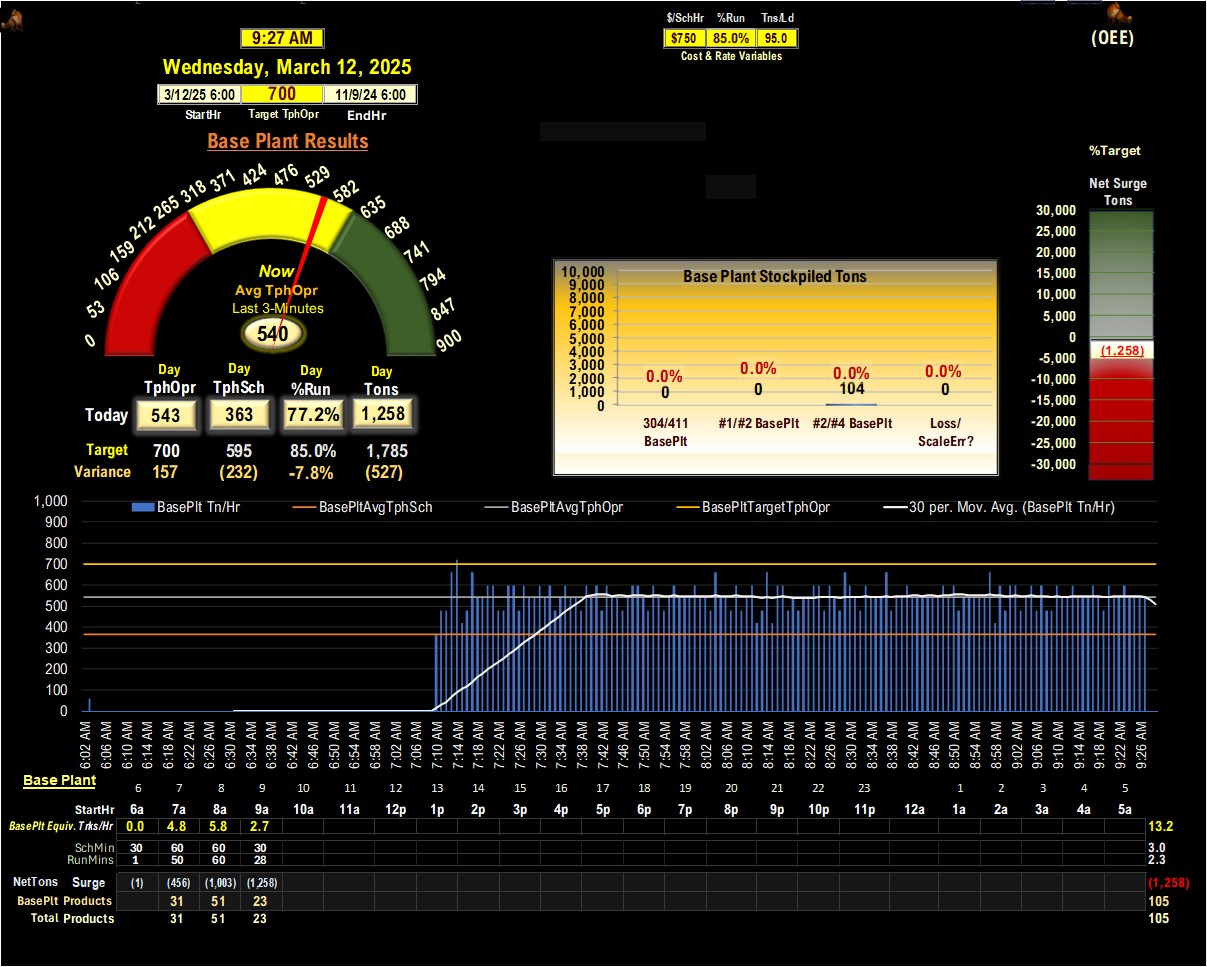 $/SchHr %Run Tns/Ld
$750 85.0% 95.0
Cost & Rate Variables
(OEE)
9:27 AM
Wednesday, March 12, 2025
3/12/25 6:00 700 11/9/24 6:00
StartHr Target TphOpr EndHr
Base Plant Results
0 53 106 159 212 265 318 371 424 476 529 582 635 688 741 794 847 900
Now
Avg TphOpr
Last 3-Minutes
540
Day Day Day Day
TphOpr TphSch %Run Tons
Today 543 363 77.2% 1,258
Target 700 595 85.0% 1,785
Variance 157 (232) -7.8% (527)
Base Plant Stockpiled Tons
10,000
9,000
8,000
7,000
6,000
5,000
4,000
3,000
2,000
1,000
0
0.0% 0.0% 0.0% 0.0%
0 0 104 0
304/411 BasePlt
#1/#2 BasePlt
#2/#4 BasePlt
Loss/ ScaleErr?
%Target
Net Surge
Tons
30,000
25,000
20,000
15,000
10,000
5,000
0
-5,000
-10,000
-15,000
-20,000
-25,000
-30,000
(1,258)
BasePlt Tn/Hr BasePltAvgTphSch BasePltAvgTphOpr BasePltTargetTphOpr 30 per. Mov. Avg. (BasePlt Tn/Hr)
1,000
900
800
700
600
500
400
300
200
100
0
6:02 AM 6:06 AM 6:10 AM 6:14 AM 6:18 AM 6:22 AM 6:26 AM 6:30 AM 6:34 AM 6:38 AM 6:42 AM 6:46 AM 6:50 AM 6:54 AM 6:58 AM 7:02 AM 7:06 AM 7:10 AM 7:14 AM 7:18 AM 7:22 AM 7:26 AM 7:30 AM 7:34 AM 7:38 AM 7:42 AM 7:46 AM 7:50 AM 7:54 AM 7:58 AM 8:02 AM 8:06 AM 8:10 AM 8:14 AM 8:18 AM 8:22 AM 8:26 AM 8:30 AM 8:34 AM 8:38 AM 8:42 AM 8:46 AM 8:50 AM 8:54 AM 8:58 AM 9:02 AM 9:06 AM 9:10 AM 9:14 AM 9:18 AM 9:22 AM 9:26 AM
Base Plant
6 7 8 9 10 11 12 13 14 15 16 17 18 19 20 21 22 23 1 2 3 4 5
StartHr 6a 7a 8a 9a 10a 11a 12p 1p 2p 3p 4p 5p 6p 7p 8p 9p 10p 11p 12a 1a 2a 3a 4a 5a
BasePlt Equiv. Trks/Hr 0.0 4.8 5.8 2.7 13.2
SchMin 30 60 60 30 3.0
RunMins 1 50 60 28 2.3
NetTons Surge (1) (456) (1,003) (1,258) (1,258)
BasePlt Products 31 51 23 105
Total Products 31 51 23 105